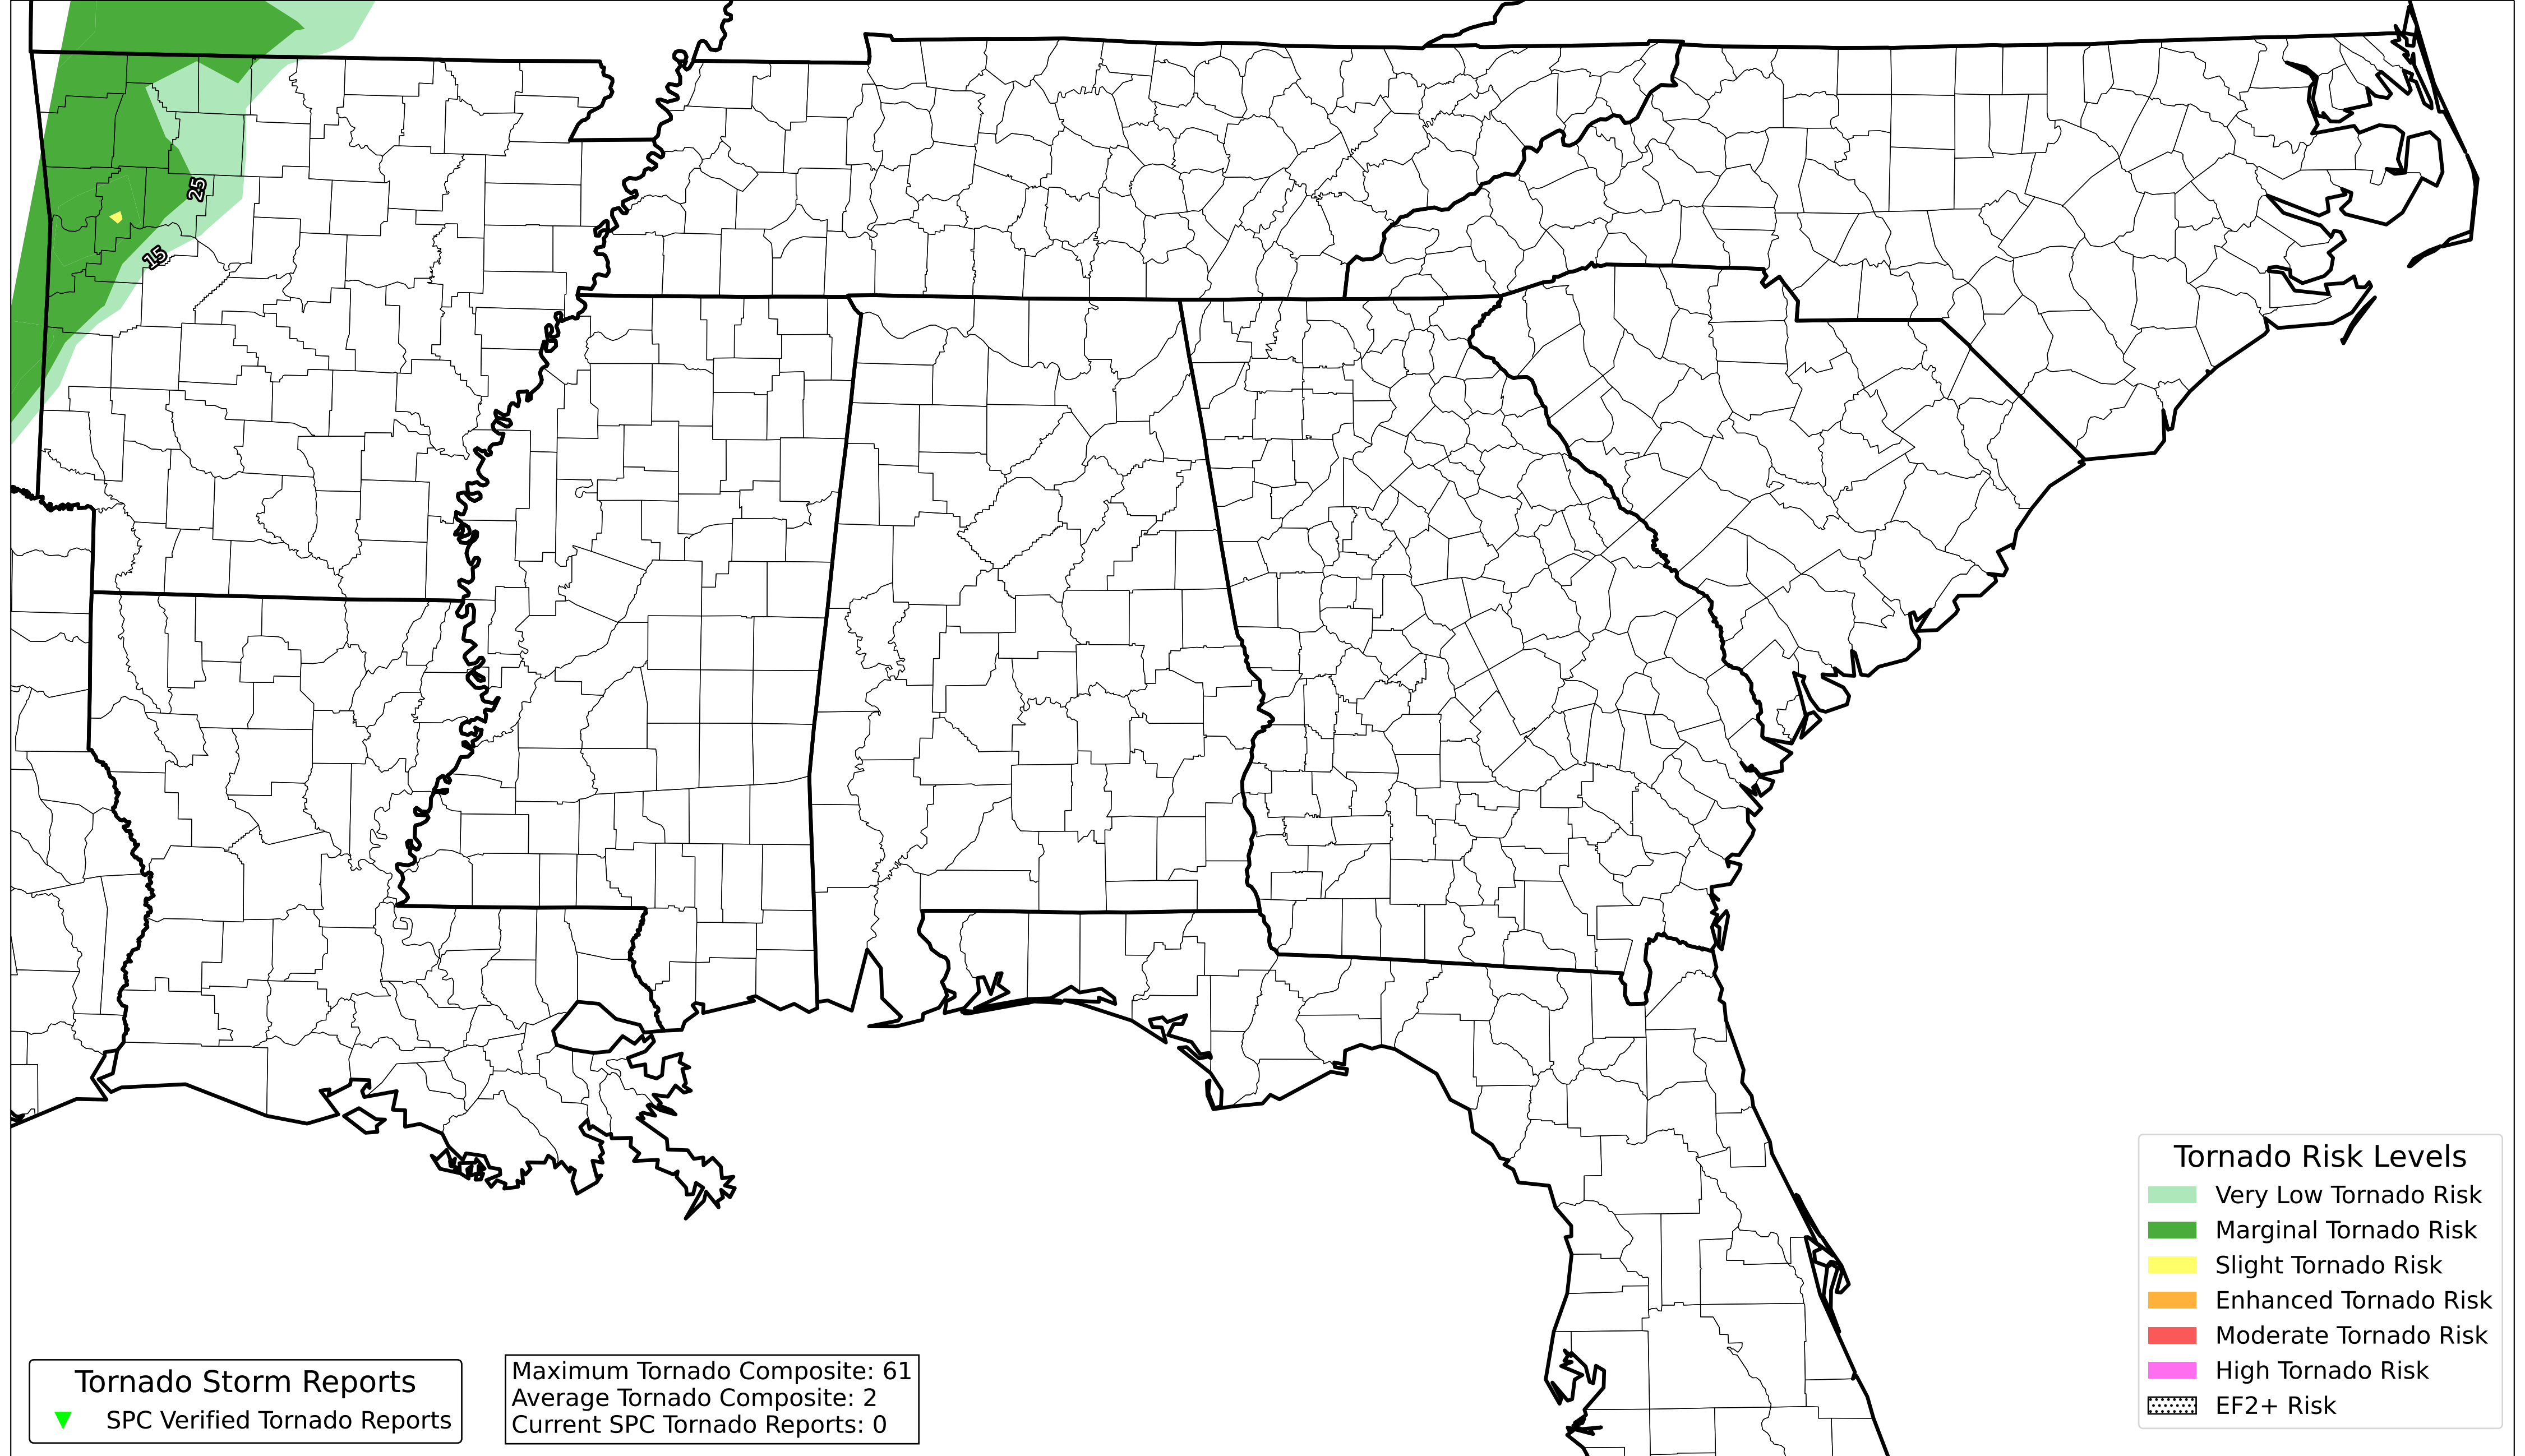 25
15
Tornado Risk Levels
Very Low Tornado Risk
Marginal Tornado Risk
Slight Tornado Risk
Enhanced Tornado Risk
Moderate Tornado Risk
High Tornado Risk
EF2+ Risk
Tornado Storm Reports
SPC Verified Tornado Reports
Maximum Tornado Composite: 61
Average Tornado Composite: 2
Current SPC Tornado Reports: 0